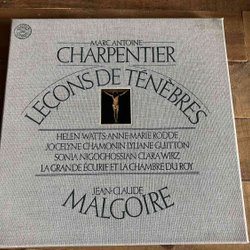 MARC ANTOINE
CHARPENTIER
LEÇONS DE TÉNÈBRES
HELEN WATTS·ANNE-MARIE RODDE
JOCELYNE CHAMONIN·LYLIANE GUITTON
SONIA NIGOGHOSSIAN·CLARA WIRZ
LA GRANDE ÉCURIE ET LA CHAMBRE DU ROY
JEAN-CLAUDE
MALGOIRE